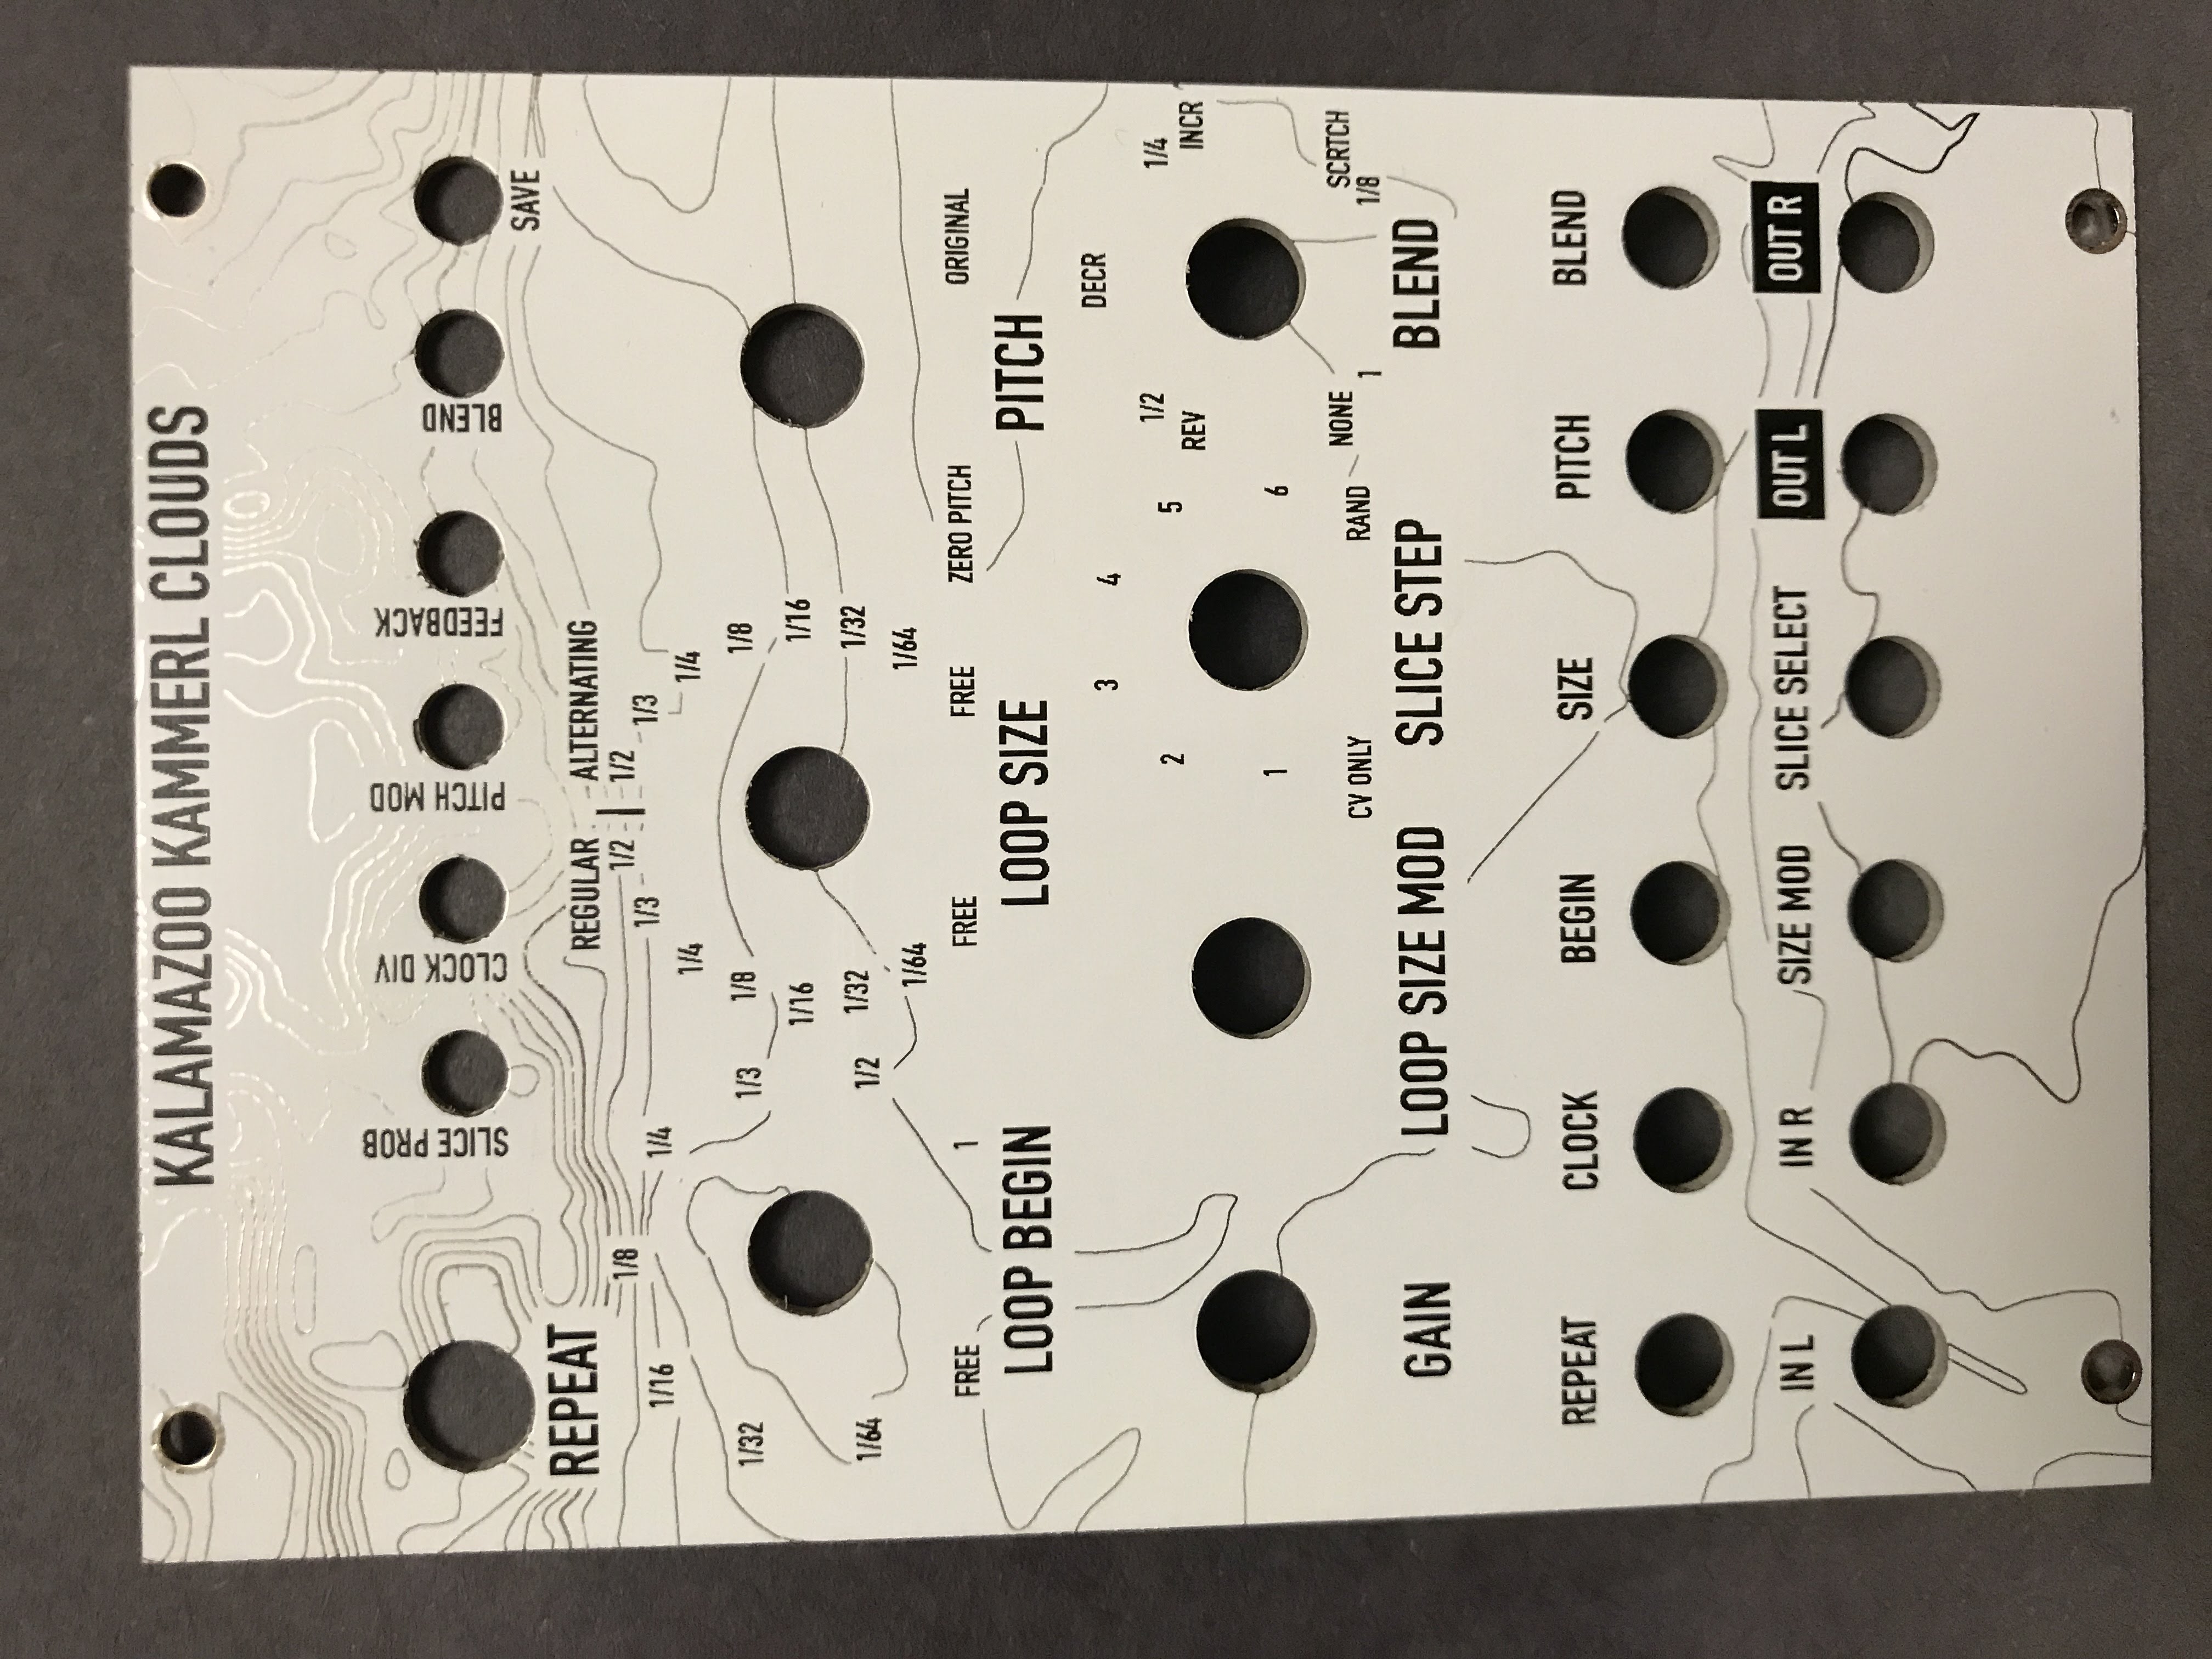 KALAMAZOO KAMMERL CLOUDS
SLICE PROB
CLOCK DIV
PITCH MOD
FEEDBACK
BLEND
SAVE
REPEAT
REGULAR ALTERNATING
1/8 1/2 1/2
1/16 1/4 1/3 1/3
1/4 1/4
1/32 1/3 1/8 1/8
1/16 1/16
1/64 1/2 1/32 1/32
1/64 1/64
FREE 1 FREE FREE ZERO PITCH ORIGINAL
LOOP BEGIN LOOP SIZE PITCH
3 4 DECR
2 5 1/2 1/4
REV INCR
1 6
CV ONLY RAND NONE SCRTCH
1 1/8
GAIN LOOP SIZE MOD SLICE STEP BLEND
REPEAT CLOCK BEGIN SIZE PITCH BLEND
IN L IN R SIZE MOD SLICE SELECT OUT L OUT R